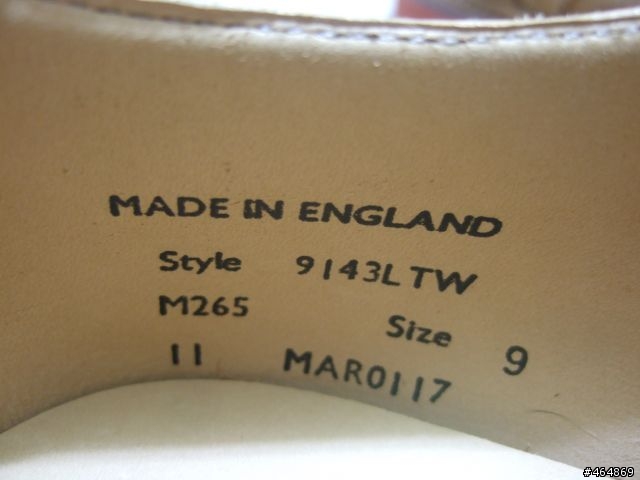 MADE IN ENGLAND
Style 9143L TW
M265 Size 9
11 MAR0117
#464869